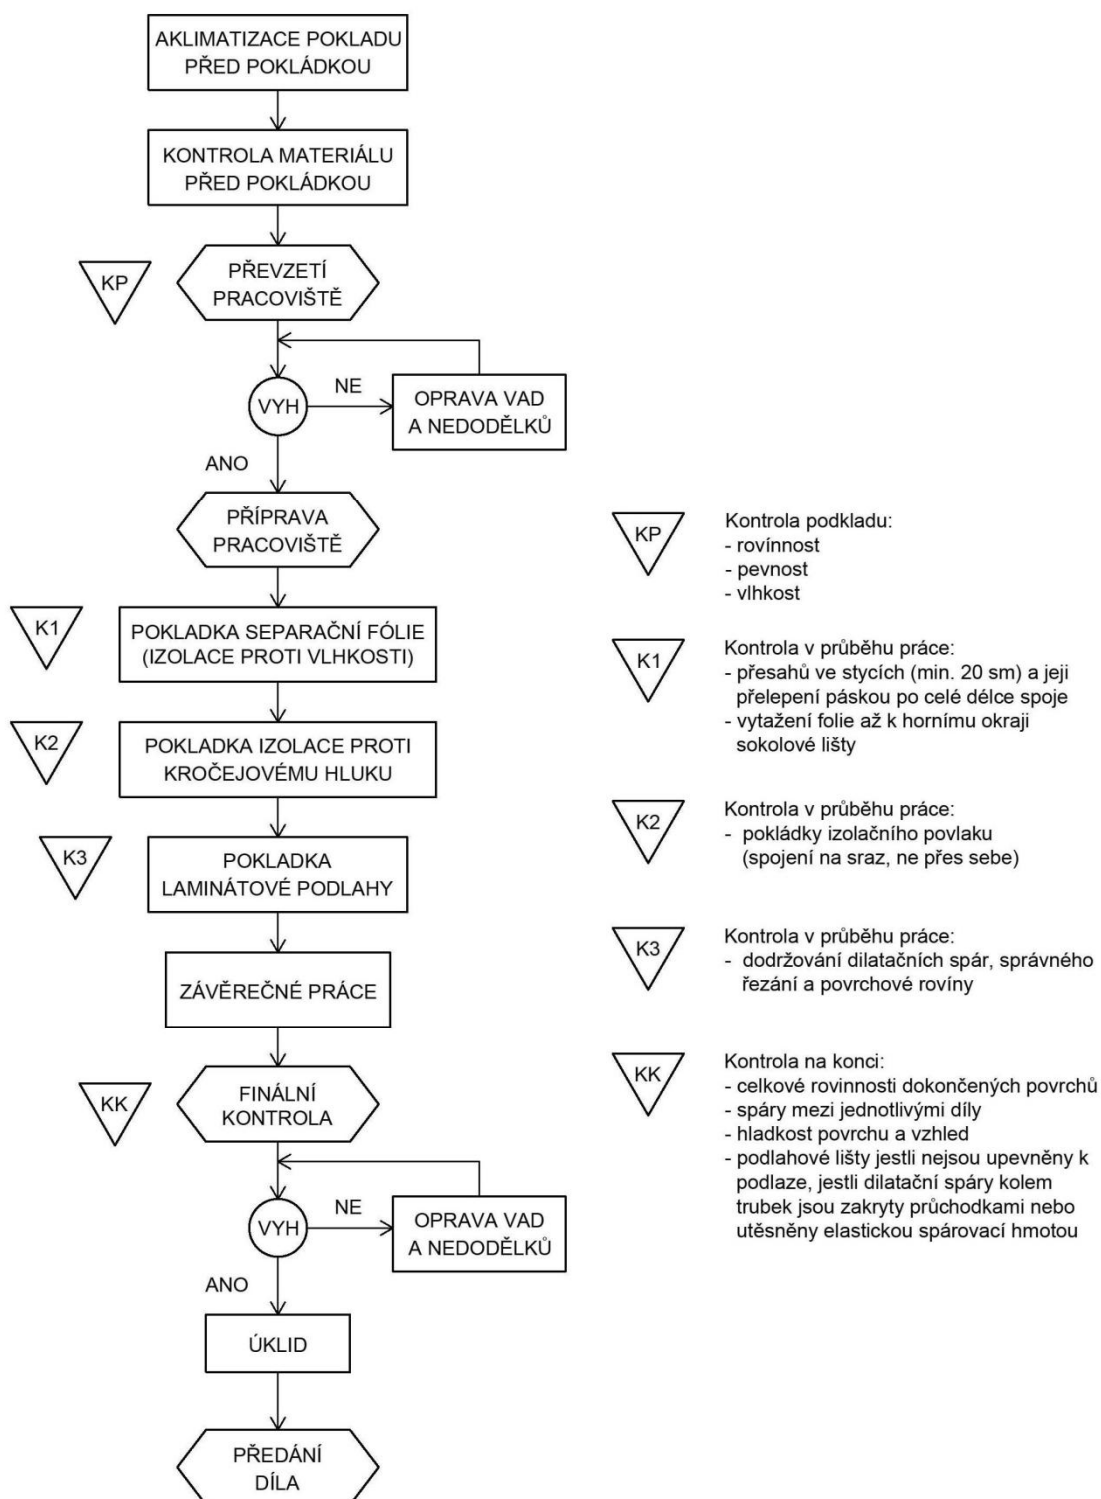 AKLIMATIZACE POKLADU
PŘED POKLÁDKOU
KONTROLA MATERIÁLU
PŘED POKLÁDKOU
KP
PŘEVZETÍ
PRACOVIŠTĚ
VYH
NE
OPRAVA VAD
A NEDODĚLKŮ
ANO
PŘÍPRAVA
PRACOVIŠTĚ
K1
POKLADKA SEPARAČNÍ FÓLIE
(IZOLACE PROTI VLHKOSTI)
K2
POKLADKA IZOLACE PROTI
KROČEJOVÉMU HLUKU
K3
POKLADKA
LAMINÁTOVÉ PODLAHY
ZÁVĚREČNÉ PRÁCE
KK
FINÁLNÍ
KONTROLA
VYH
NE
OPRAVA VAD
A NEDODĚLKŮ
ANO
ÚKLID
PŘEDÁNÍ
DÍLA
KP
Kontrola podkladu:
- rovínnost
- pevnost
- vlhkost
K1
Kontrola v průběhu práce:
- přesahů ve stycích (min. 20 sm) a její
přelepení páskou po celé délce spoje
- vytažení folie až k hornímu okraji
sokolové lišty
K2
Kontrola v průběhu práce:
- pokládky izolačního povlaku
(spojení na sraz, ne přes sebe)
K3
Kontrola v průběhu práce:
- dodržování dilatačních spár, správného
řezání a povrchové rovíny
KK
Kontrola na konci:
- celkové rovinnosti dokončených povrchů
- spáry mezi jednotlivými díly
- hladkost povrchu a vzhled
- podlahové lišty jestli nejsou upevněny k
podlaze, jestli dilatační spáry kolem
trubek jsou zakryty průchodkami nebo
utěsněny elastickou spárovací hmotou